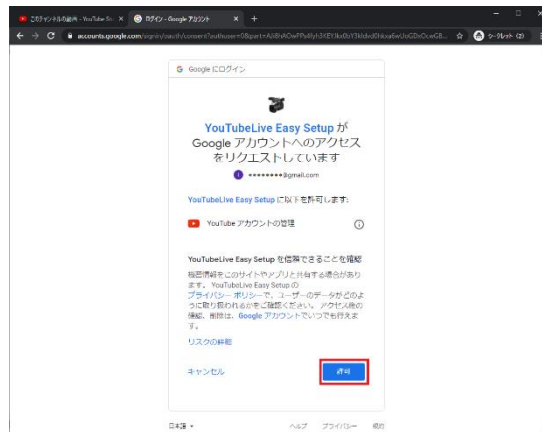 このチャンネルの動画 - YouTube St
ログイン - Google アカウント
accounts.google.com/signin/oauth/consent?authuser=0&part=
シークレット (2)
Google にログイン
YouTubeLive Easy Setup が
Google アカウントへのアクセス
をリクエストしています
********@gmail.com
YouTubeLive Easy Setup に以下を許可します:
YouTube アカウントの管理
YouTubeLive Easy Setup を信頼できることを確認
機密情報をこのサイトやアプリと共有する場合があり
ます。 YouTubeLive Easy Setup の
プライバシー ポリシーで、ユーザーのデータがどのよ
うに取り扱われるかをご確認ください。 アクセス権の
確認、削除は、Google アカウントでいつでも行えま
す。
リスクの詳細
キャンセル
許可
日本語
ヘルプ プライバシー 規約